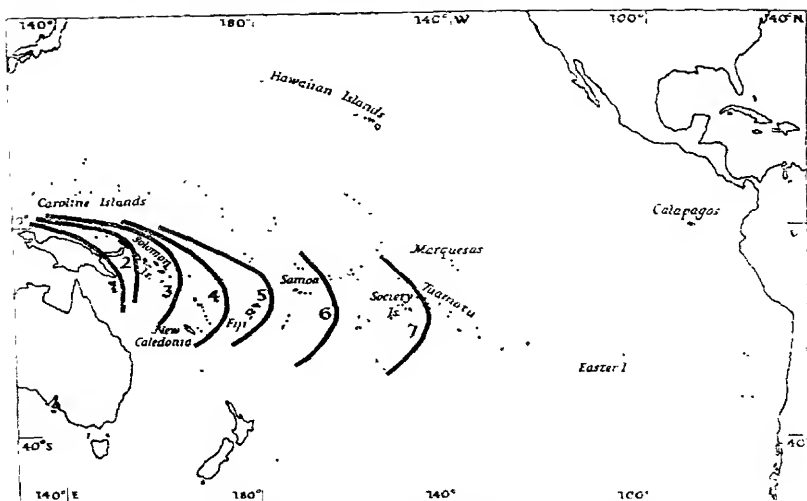 140° 180° 140° W 100° 40° N
Hawaiian Islands
Caroline Islands
Calapagos
Solomon
Is.
Marquesas
1 2 3 4 5 6 7
Samoa
Society
Is.
Tuamotu
Fiji
New
Caledonia
Easter I
40° S 40
140° E 180° 140° 100°